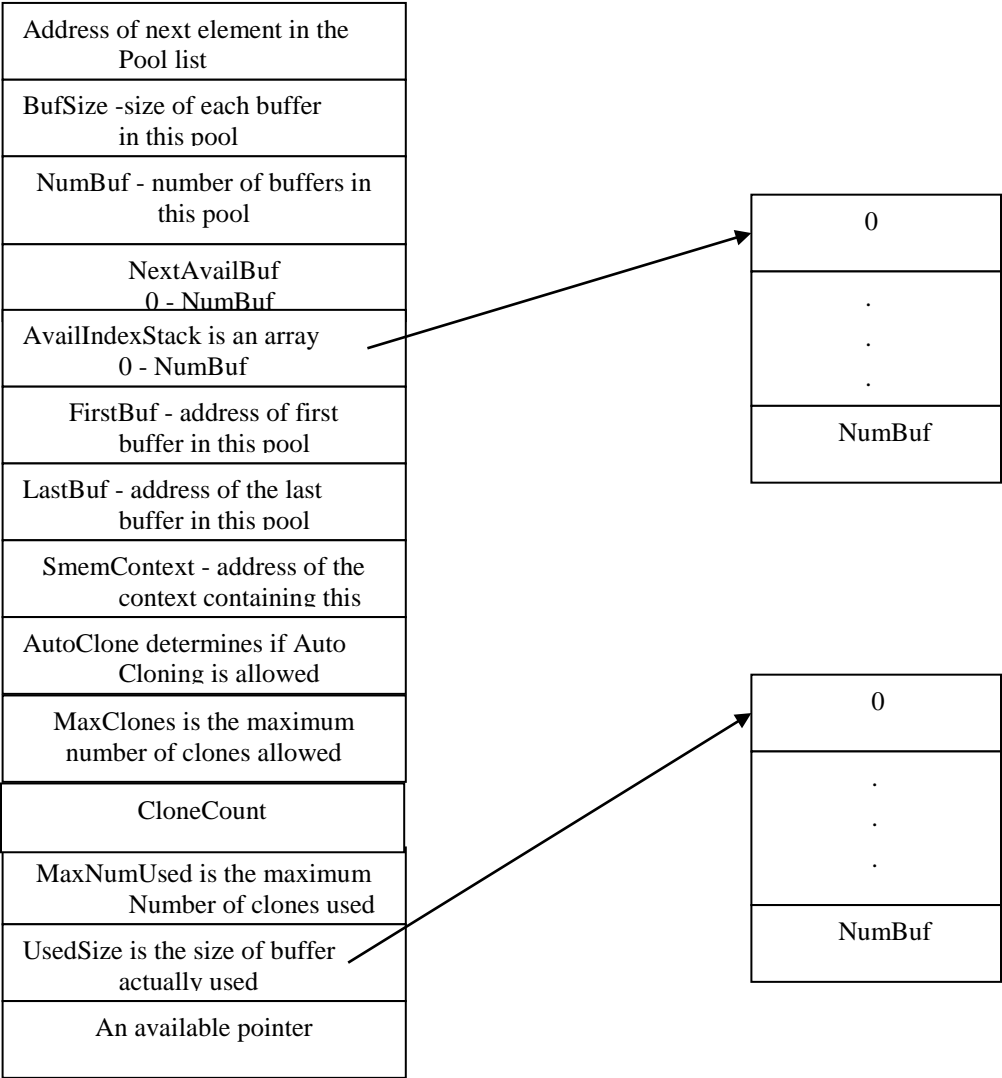 Address of next element in the
Pool list
BufSize -size of each buffer
in this pool
NumBuf - number of buffers in
this pool
NextAvailBuf
0 - NumBuf
AvailIndexStack is an array
0 - NumBuf
FirstBuf - address of first
buffer in this pool
LastBuf - address of the last
buffer in this pool
SmemContext - address of the
context containing this
AutoClone determines if Auto
Cloning is allowed
MaxClones is the maximum
number of clones allowed
CloneCount
MaxNumUsed is the maximum
Number of clones used
UsedSize is the size of buffer
actually used
An available pointer
0
.
.
.
NumBuf
0
.
.
.
NumBuf